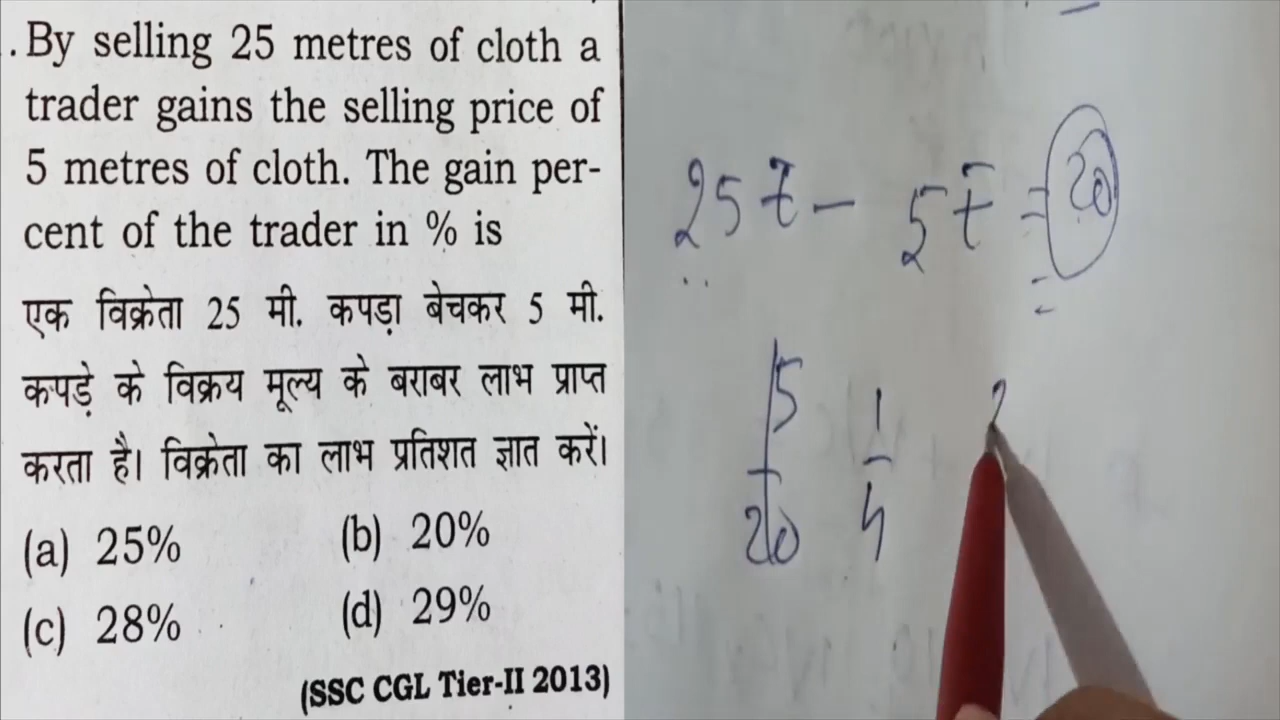 . By selling 25 metres of cloth a
trader gains the selling price of
5 metres of cloth. The gain per-
cent of the trader in % is
एक विक्रेता 25 मी. कपड़ा बेचकर 5 मी.
कपड़े के विक्रय मूल्य के बराबर लाभ प्राप्त
करता है। विक्रेता का लाभ प्रतिशत ज्ञात करें।
(a) 25% (b) 20%
(c) 28% (d) 29%
(SSC CGL Tier-II 2013)
25 ₹ - 5 ₹ = 20
5 1
20 4